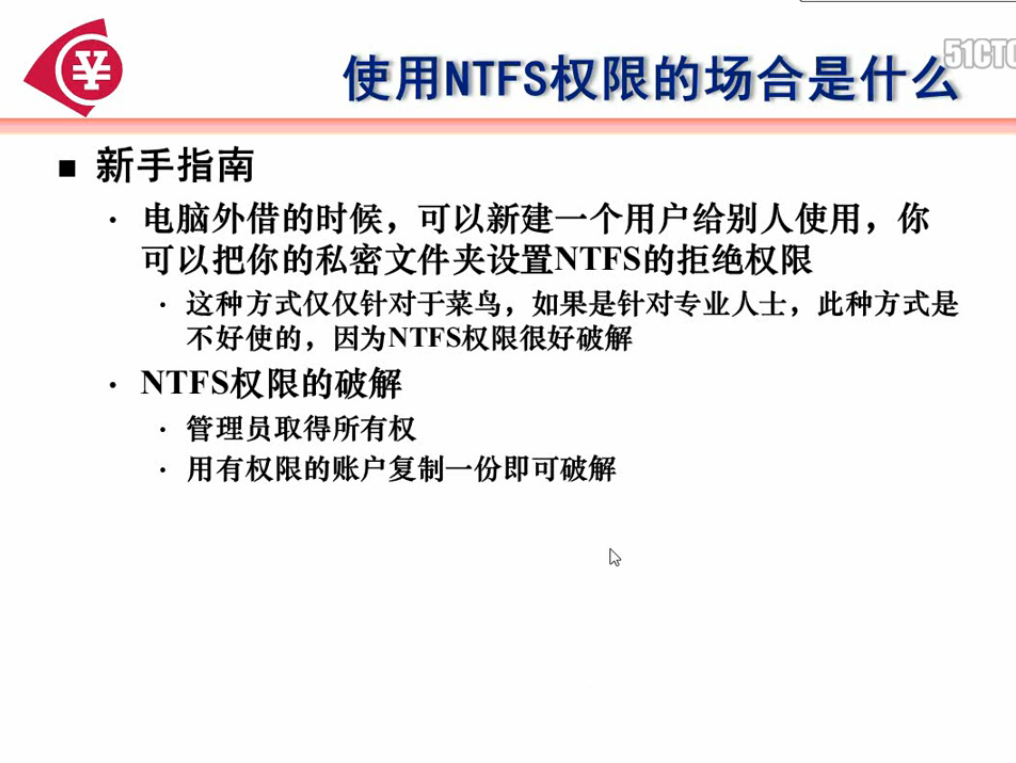 51CTO
使用NTFS权限的场合是什么
■ 新手指南
· 电脑外借的时候，可以新建一个用户给别人使用，你
可以把你的私密文件夹设置NTFS的拒绝权限
· 这种方式仅仅针对于菜鸟，如果是针对专业人士，此种方式是
不好使的，因为NTFS权限很好破解
· NTFS权限的破解
· 管理员取得所有权
· 用有权限的账户复制一份即可破解